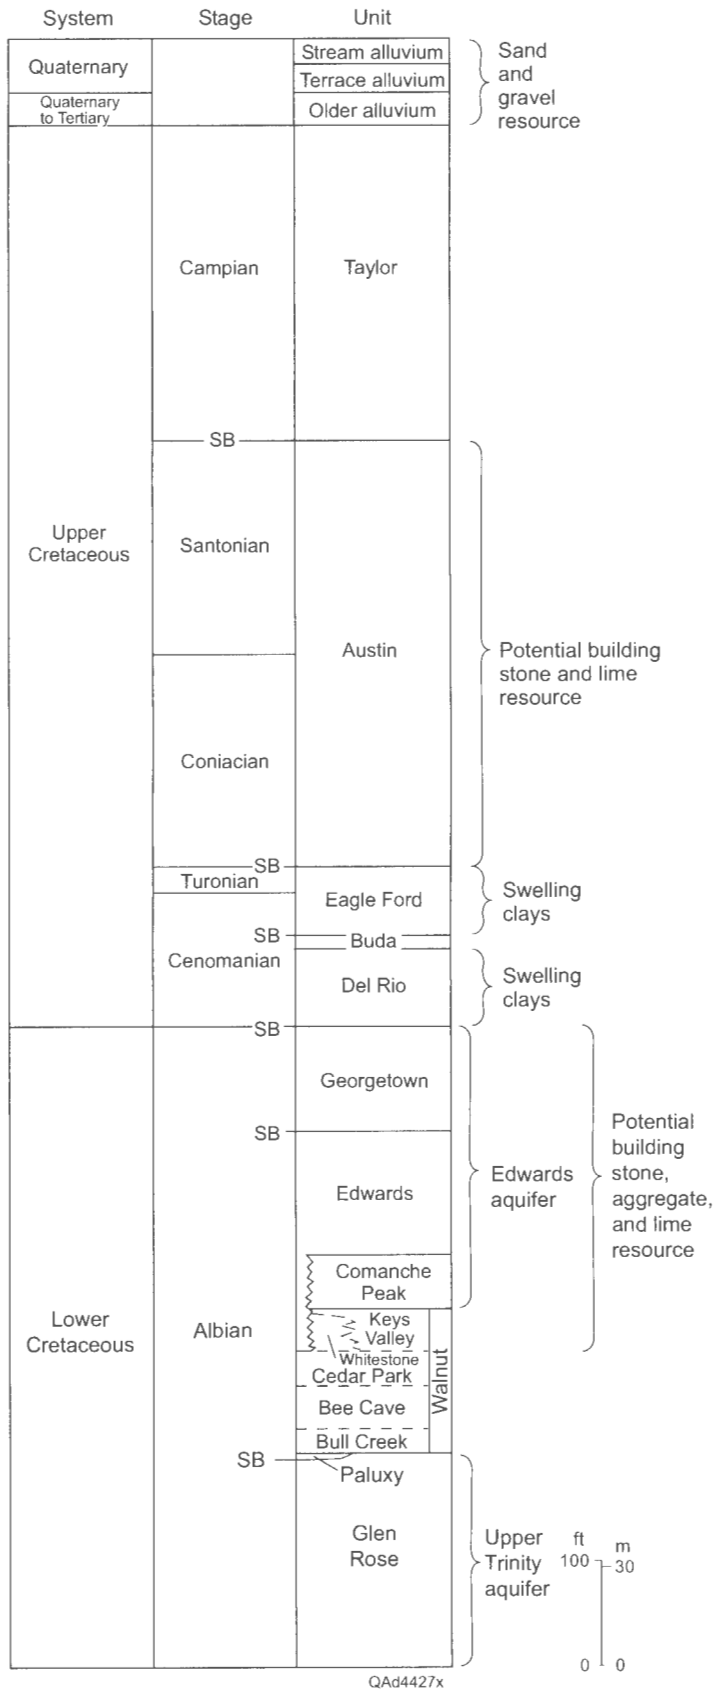 System Stage Unit
Quaternary
Quaternary
to Tertiary
Stream alluvium
Terrace alluvium
Older alluvium
Sand
and
gravel
resource
Campian
Taylor
SB
Upper
Cretaceous
Santonian
Austin
Potential building
stone and lime
resource
Coniacian
SB
Turonian
Eagle Ford
Swelling
clays
SB
Buda
Cenomanian
Del Rio
Swelling
clays
SB
Georgetown
SB
Edwards
Edwards
aquifer
Potential
building
stone,
aggregate,
and lime
resource
Comanche
Peak
Lower
Cretaceous
Albian
Keys
Valley
Whitestone
Cedar Park
Bee Cave
Bull Creek
Walnut
SB
Paluxy
Glen
Rose
Upper
Trinity
aquifer
ft m
100 30
0 0
QAd4427x